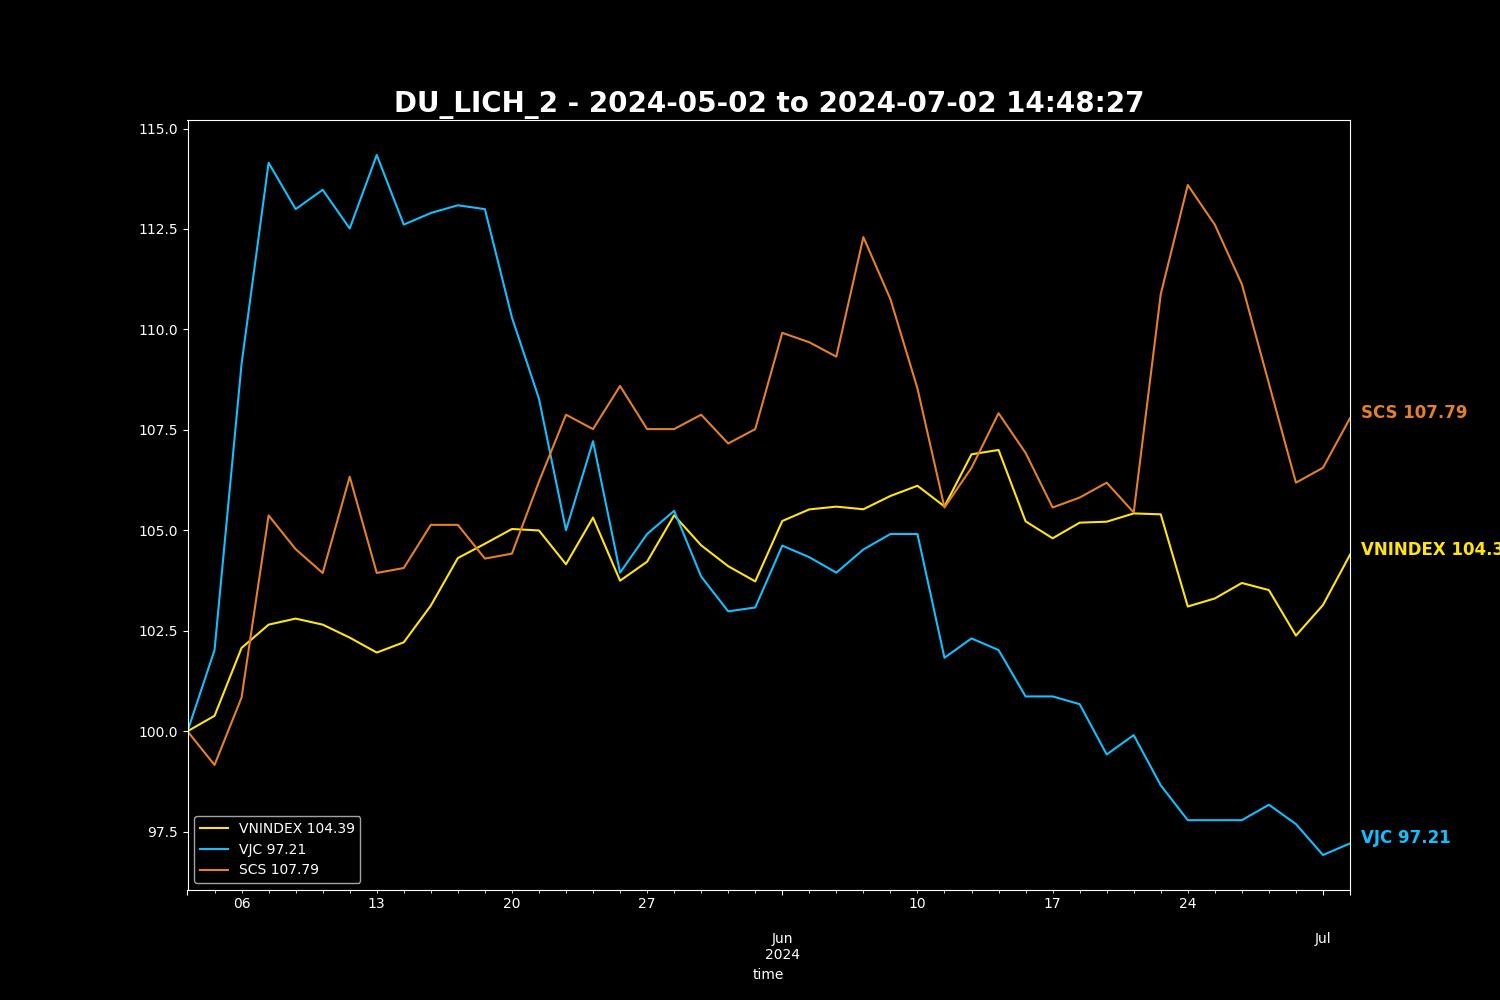 DU_LICH_2 - 2024-05-02 to 2024-07-02 14:48:27
115.0
112.5
110.0
107.5
105.0
102.5
100.0
97.5
SCS 107.79
VNINDEX 104.3
VJC 97.21
VNINDEX 104.39
VJC 97.21
SCS 107.79
06 13 20 27 10 17 24
Jun Jul
2024
time